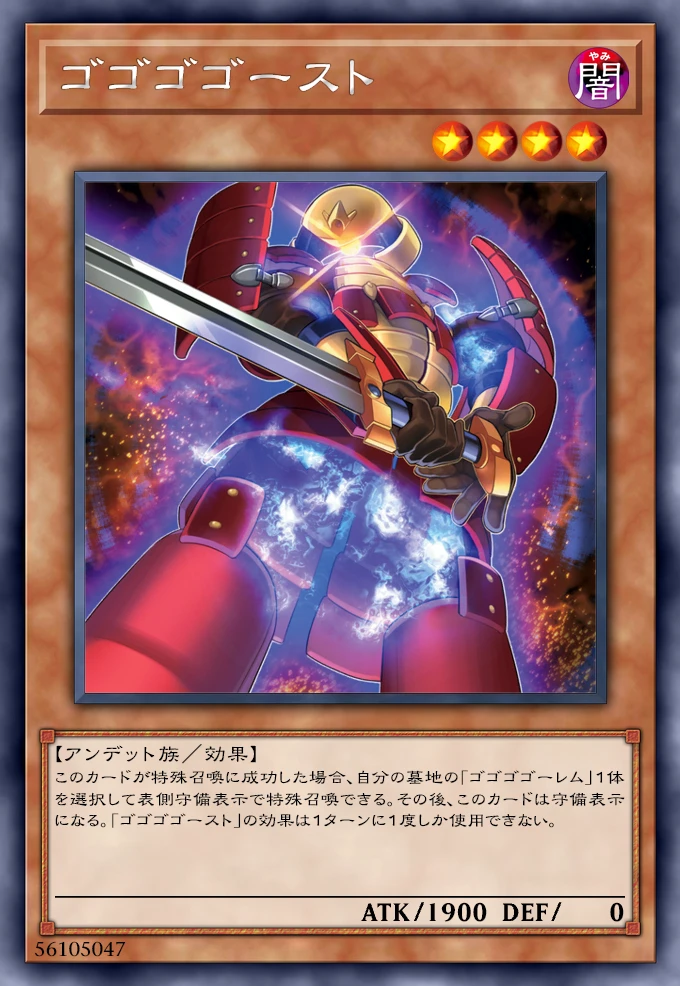 ゴゴゴゴースト
やみ
闇
【アンデット族／効果】
このカードが特殊召喚に成功した場合、自分の墓地の「ゴゴゴゴーレム」1体
を選択して表側守備表示で特殊召喚できる。その後、このカードは守備表示
になる。「ゴゴゴゴースト」の効果は1ターンに1度しか使用できない。
ATK/1900 DEF/ 0
56105047